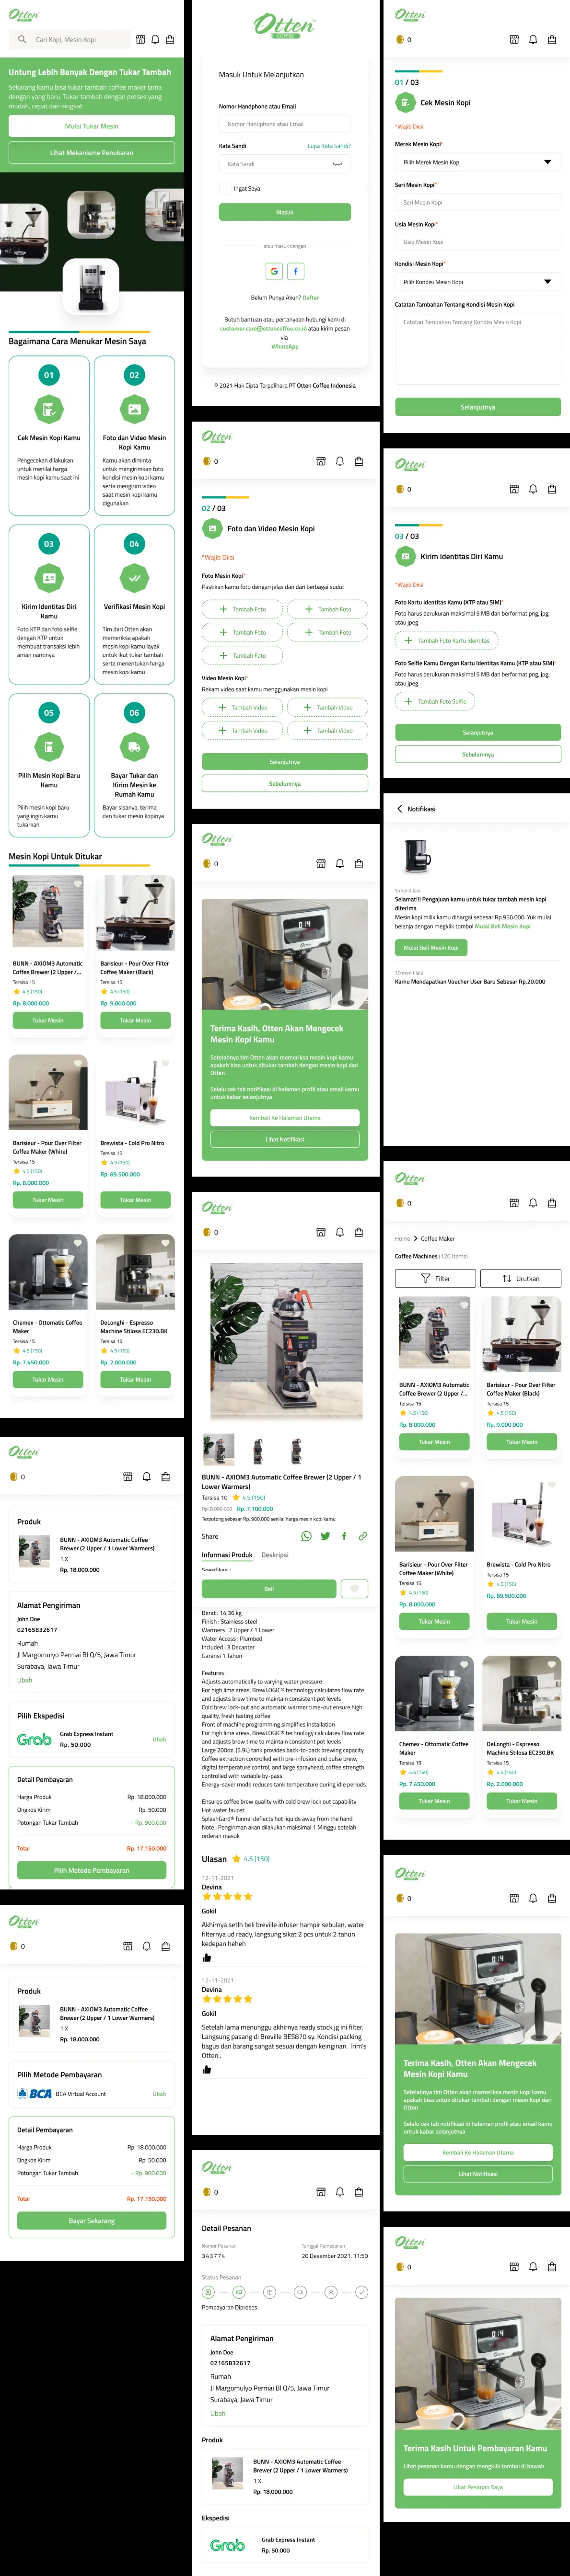 Otten
COFFEE
Cari Kopi, Mesin Kopi
Untung Lebih Banyak Dengan Tukar Tambah
Sekarang kamu bisa tukar tambah coffee maker lama
dengan yang baru. Tukar tambah dengan proses yang
mudah, cepat dan singkat
Mulai Tukar Mesin
Lihat Mekanisme Penukaran
Bagaimana Cara Menukar Mesin Saya
01
Cek Mesin Kopi Kamu
Pengecekan dilakukan
untuk menilai harga
mesin kopi kamu saat ini
02
Foto dan Video Mesin
Kopi Kamu
Kamu akan diminta
untuk mengirimkan foto
kondisi mesin kopi kamu
serta mengirim video
saat mesin kopi kamu
digunakan
03
Kirim Identitas Diri
Kamu
Foto KTP dan foto selfie
dengan KTP untuk
membuat transaksi lebih
aman nantinya
04
Verifikasi Mesin Kopi
Tim dari Otten akan
memeriksa apakah
mesin kopi kamu layak
untuk ikut tukar tambah
serta menentukan harga
mesin kopi kamu
05
Pilih Mesin Kopi Baru
Kamu
Pilih mesin kopi baru
yang ingin kamu
tukarkan
06
Bayar Tukar dan
Kirim Mesin ke
Rumah Kamu
Bayar sisanya, terima
dan tukar mesin kopinya
Mesin Kopi Untuk Ditukar
BUNN - AXIOM3 Automatic
Coffee Brewer (2 Upper /...
Tersisa 15
4.5 (150)
Rp. 8.000.000
Tukar Mesin
Barisieur - Pour Over Filter
Coffee Maker (Black)
Tersisa 15
4.5 (150)
Rp. 9.000.000
Tukar Mesin
Barisieur - Pour Over Filter
Coffee Maker (White)
Tersisa 15
4.5 (150)
Rp. 8.000.000
Tukar Mesin
Brewista - Cold Pro Nitro
Tersisa 15
4.5 (150)
Rp. 89.500.000
Tukar Mesin
Chemex - Ottomatic Coffee
Maker
Tersisa 15
4.5 (150)
Rp. 7.450.000
Tukar Mesin
DeLonghi - Espresso
Machine Stilosa EC230.BK
Tersisa 15
4.5 (150)
Rp. 2.000.000
Tukar Mesin
Otten
0
Produk
BUNN - AXIOM3 Automatic Coffee
Brewer (2 Upper / 1 Lower Warmers)
1 X
Rp. 18.000.000
Alamat Pengiriman
John Doe
02165832617
Rumah
Jl Margomulyo Permai Bl Q/5, Jawa Timur
Surabaya, Jawa Timur
Ubah
Pilih Ekspedisi
Grab
Grab Express Instant
Rp. 50.000
Ubah
Detail Pembayaran
Harga Produk Rp. 18.000.000
Ongkos Kirim Rp. 50.000
Potongan Tukar Tambah - Rp. 900.000
Total Rp. 17.150.000
Pilih Metode Pembayaran
Otten
0
Produk
BUNN - AXIOM3 Automatic Coffee
Brewer (2 Upper / 1 Lower Warmers)
1 X
Rp. 18.000.000
Pilih Metode Pembayaran
BCA BCA Virtual Account Ubah
Detail Pembayaran
Harga Produk Rp. 18.000.000
Ongkos Kirim Rp. 50.000
Potongan Tukar Tambah - Rp. 900.000
Total Rp. 17.150.000
Bayar Sekarang
Otten
COFFEE
Masuk Untuk Melanjutkan
Nomor Handphone atau Email
Nomor Handphone atau Email
Kata Sandi Lupa Kata Sandi?
Kata Sandi
Ingat Saya
Masuk
atau masuk dengan
Belum Punya Akun? Daftar
Butuh bantuan atau pertanyaan hubungi kami di
customer.care@ottencoffee.co.id atau kirim pesan
via
WhatsApp
© 2021 Hak Cipta Terpelihara PT Otten Coffee Indonesia
Otten
0
02 / 03
Foto dan Video Mesin Kopi
*Wajib Diisi
Foto Mesin Kopi*
Pastikan kamu foto dengan jelas dan dari berbagai sudut
Tambah Foto
Tambah Foto
Tambah Foto
Tambah Foto
Tambah Foto
Video Mesin Kopi*
Rekam video saat kamu menggunakan mesin kopi
Tambah Video
Tambah Video
Tambah Video
Tambah Video
Selanjutnya
Sebelumnya
Otten
0
Terima Kasih, Otten Akan Mengecek
Mesin Kopi Kamu
Setelahnya tim Otten akan memeriksa mesin kopi kamu
apakah bisa untuk ditukar tambah dengan mesin kopi dari
Otten
Selalu cek tab notifikasi di halaman profil atau email kamu
untuk kabar selanjutnya
Kembali Ke Halaman Utama
Lihat Notifikasi
Otten
0
BUNN - AXIOM3 Automatic Coffee Brewer (2 Upper / 1
Lower Warmers)
Tersisa 10 4.5 (150)
Rp. 8.000.000 Rp. 7.100.000
Terpotong sebesar Rp. 900.000 senilai harga mesin kopi kamu
Share
Informasi Produk Deskripsi
Spesifikasi :
Beli
Berat : 14,36 kg
Finish : Stainless steel
Warmers : 2 Upper / 1 Lower
Water Access : Plumbed
Included : 3 Decanter
Garansi 1 Tahun
Features :
Adjusts automatically to varying water pressure
For high lime areas, BrewLOGIC® technology calculates flow rate
and adjusts brew time to maintain consistent pot levels
Cold brew lock-out and automatic warmer time-out ensure high
quality, fresh tasting coffee
Front of machine programming simplifies installation
For high lime areas, BrewLOGIC® technology calculates flow rate
and adjusts brew time to maintain consistent pot levels
Large 200oz. (5.9L) tank provides back-to-back brewing capacity
Coffee extraction controlled with pre-infusion and pulse brew,
digital temperature control, and large sprayhead; coffee strength
controlled with variable by-pass.
Energy-saver mode reduces tank temperature during idle periods
Ensures coffee brew quality with cold brew lock out capability
Hot water faucet
SplashGard® funnel deflects hot liquids away from the hand
Note : Pengiriman akan dilakukan maksimal 1 Minggu setelah
orderan masuk
Ulasan 4.5 (150)
12-11-2021
Devina
Gokil
Akhirnya setlh beli breville infuser hampir sebulan, water
filternya ud ready, langsung sikat 2 pcs untuk 2 tahun
kedepan heheh
12-11-2021
Devina
Gokil
Setelah lama menunggu akhirnya ready stock jg ini filter.
Langsung pasang di Breville BES870 sy. Kondisi packing
bagus dan barang sangat sesuai dengan keinginan. Trim's
Otten..
Otten
0
Detail Pesanan
Nomor Pesanan Tanggal Pemesanan
343774 20 Desember 2021, 11:50
Status Pesanan
Pembayaran Diproses
Alamat Pengiriman
John Doe
02165832617
Rumah
Jl Margomulyo Permai Bl Q/5, Jawa Timur
Surabaya, Jawa Timur
Ubah
Produk
BUNN - AXIOM3 Automatic Coffee
Brewer (2 Upper / 1 Lower Warmers)
1 X
Rp. 18.000.000
Ekspedisi
Grab
Grab Express Instant
Rp. 50.000
Otten
0
01 / 03
Cek Mesin Kopi
*Wajib Diisi
Merek Mesin Kopi*
Pilih Merek Mesin Kopi
Seri Mesin Kopi*
Seri Mesin Kopi
Usia Mesin Kopi*
Usia Mesin Kopi
Kondisi Mesin Kopi*
Pilih Kondisi Mesin Kopi
Catatan Tambahan Tentang Kondisi Mesin Kopi
Catatan Tambahan Tentang Kondisi Mesin Kopi
Selanjutnya
Otten
0
03 / 03
Kirim Identitas Diri Kamu
*Wajib Diisi
Foto Kartu Identitas Kamu (KTP atau SIM)*
Foto harus berukuran maksimal 5 MB dan berformat png, jpg,
atau jpeg
Tambah Foto Kartu Identitas
Foto Selfie Kamu Dengan Kartu Identitas Kamu (KTP atau SIM)*
Foto harus berukuran maksimal 5 MB dan berformat png, jpg,
atau jpeg
Tambah Foto Selfie
Selanjutnya
Sebelumnya
Notifikasi
5 menit lalu
Selamat!!! Pengajuan kamu untuk tukar tambah mesin kopi
diterima
Mesin kopi milik kamu dihargai sebesar Rp.950.000. Yuk mulai
belanja dengan megklik tombol Mulai Beli Mesin Kopi
Mulai Beli Mesin Kopi
10 menit lalu
Kamu Mendapatkan Voucher User Baru Sebesar Rp.20.000
Otten
0
Home > Coffee Maker
Coffee Machines (120 Items)
Filter
Urutkan
BUNN - AXIOM3 Automatic
Coffee Brewer (2 Upper /...
Tersisa 15
4.5 (150)
Rp. 8.000.000
Tukar Mesin
Barisieur - Pour Over Filter
Coffee Maker (Black)
Tersisa 15
4.5 (150)
Rp. 9.000.000
Tukar Mesin
Barisieur - Pour Over Filter
Coffee Maker (White)
Tersisa 15
4.5 (150)
Rp. 8.000.000
Tukar Mesin
Brewista - Cold Pro Nitro
Tersisa 15
4.5 (150)
Rp. 89.500.000
Tukar Mesin
Chemex - Ottomatic Coffee
Maker
Tersisa 15
4.5 (150)
Rp. 7.450.000
Tukar Mesin
DeLonghi - Espresso
Machine Stilosa EC230.BK
Tersisa 15
4.5 (150)
Rp. 2.000.000
Tukar Mesin
Otten
0
Terima Kasih, Otten Akan Mengecek
Mesin Kopi Kamu
Setelahnya tim Otten akan memeriksa mesin kopi kamu
apakah bisa untuk ditukar tambah dengan mesin kopi dari
Otten
Selalu cek tab notifikasi di halaman profil atau email kamu
untuk kabar selanjutnya
Kembali Ke Halaman Utama
Lihat Notifikasi
Otten
0
Terima Kasih Untuk Pembayaran Kamu
Lihat pesanan kamu dengan mengklik tombol di bawah
Lihat Pesanan Saya